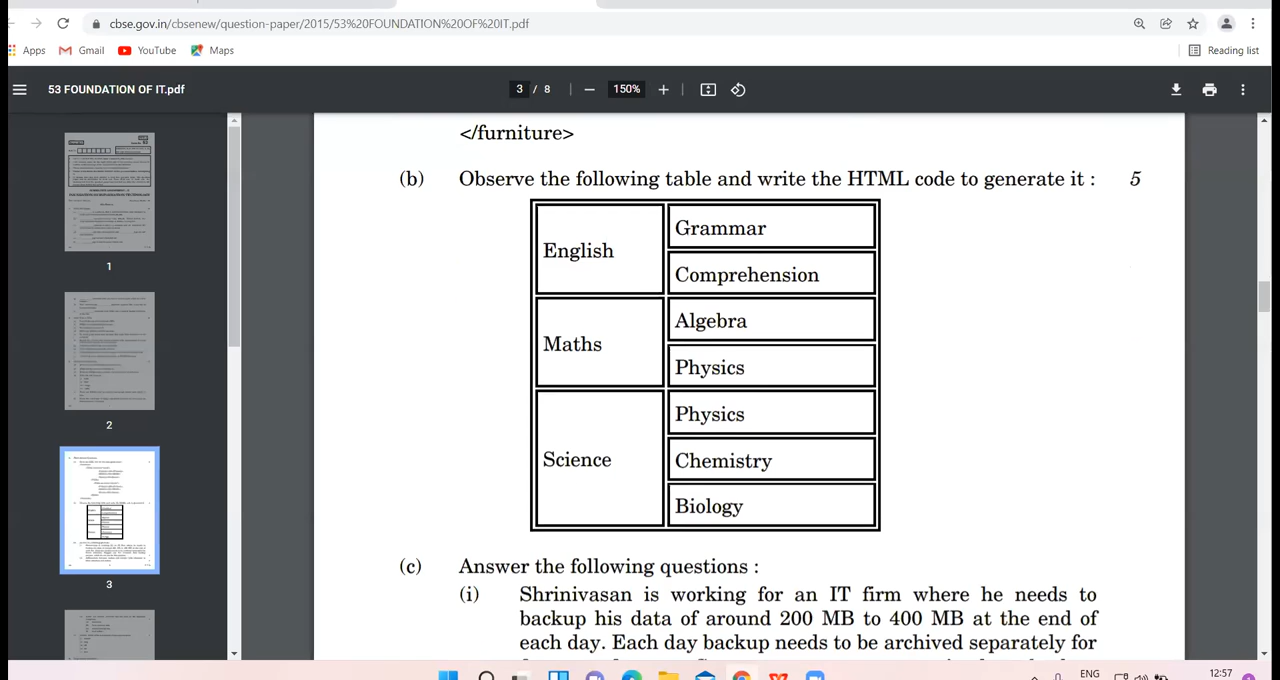 cbse.gov.in/cbsenew/question-paper/2015/53%20FOUNDATION%20OF%20IT.pdf
Apps Gmail YouTube Maps Reading list
53 FOUNDATION OF IT.pdf 3 / 8 150%
</furniture>
(b) Observe the following table and write the HTML code to generate it : 5
English Grammar
Comprehension
Maths Algebra
Physics
Science Physics
Chemistry
Biology
(c) Answer the following questions :
(i) Shrinivasan is working for an IT firm where he needs to
backup his data of around 200 MB to 400 MB at the end of
each day. Each day backup needs to be archived separately for
1
2
3
ENG 12:57